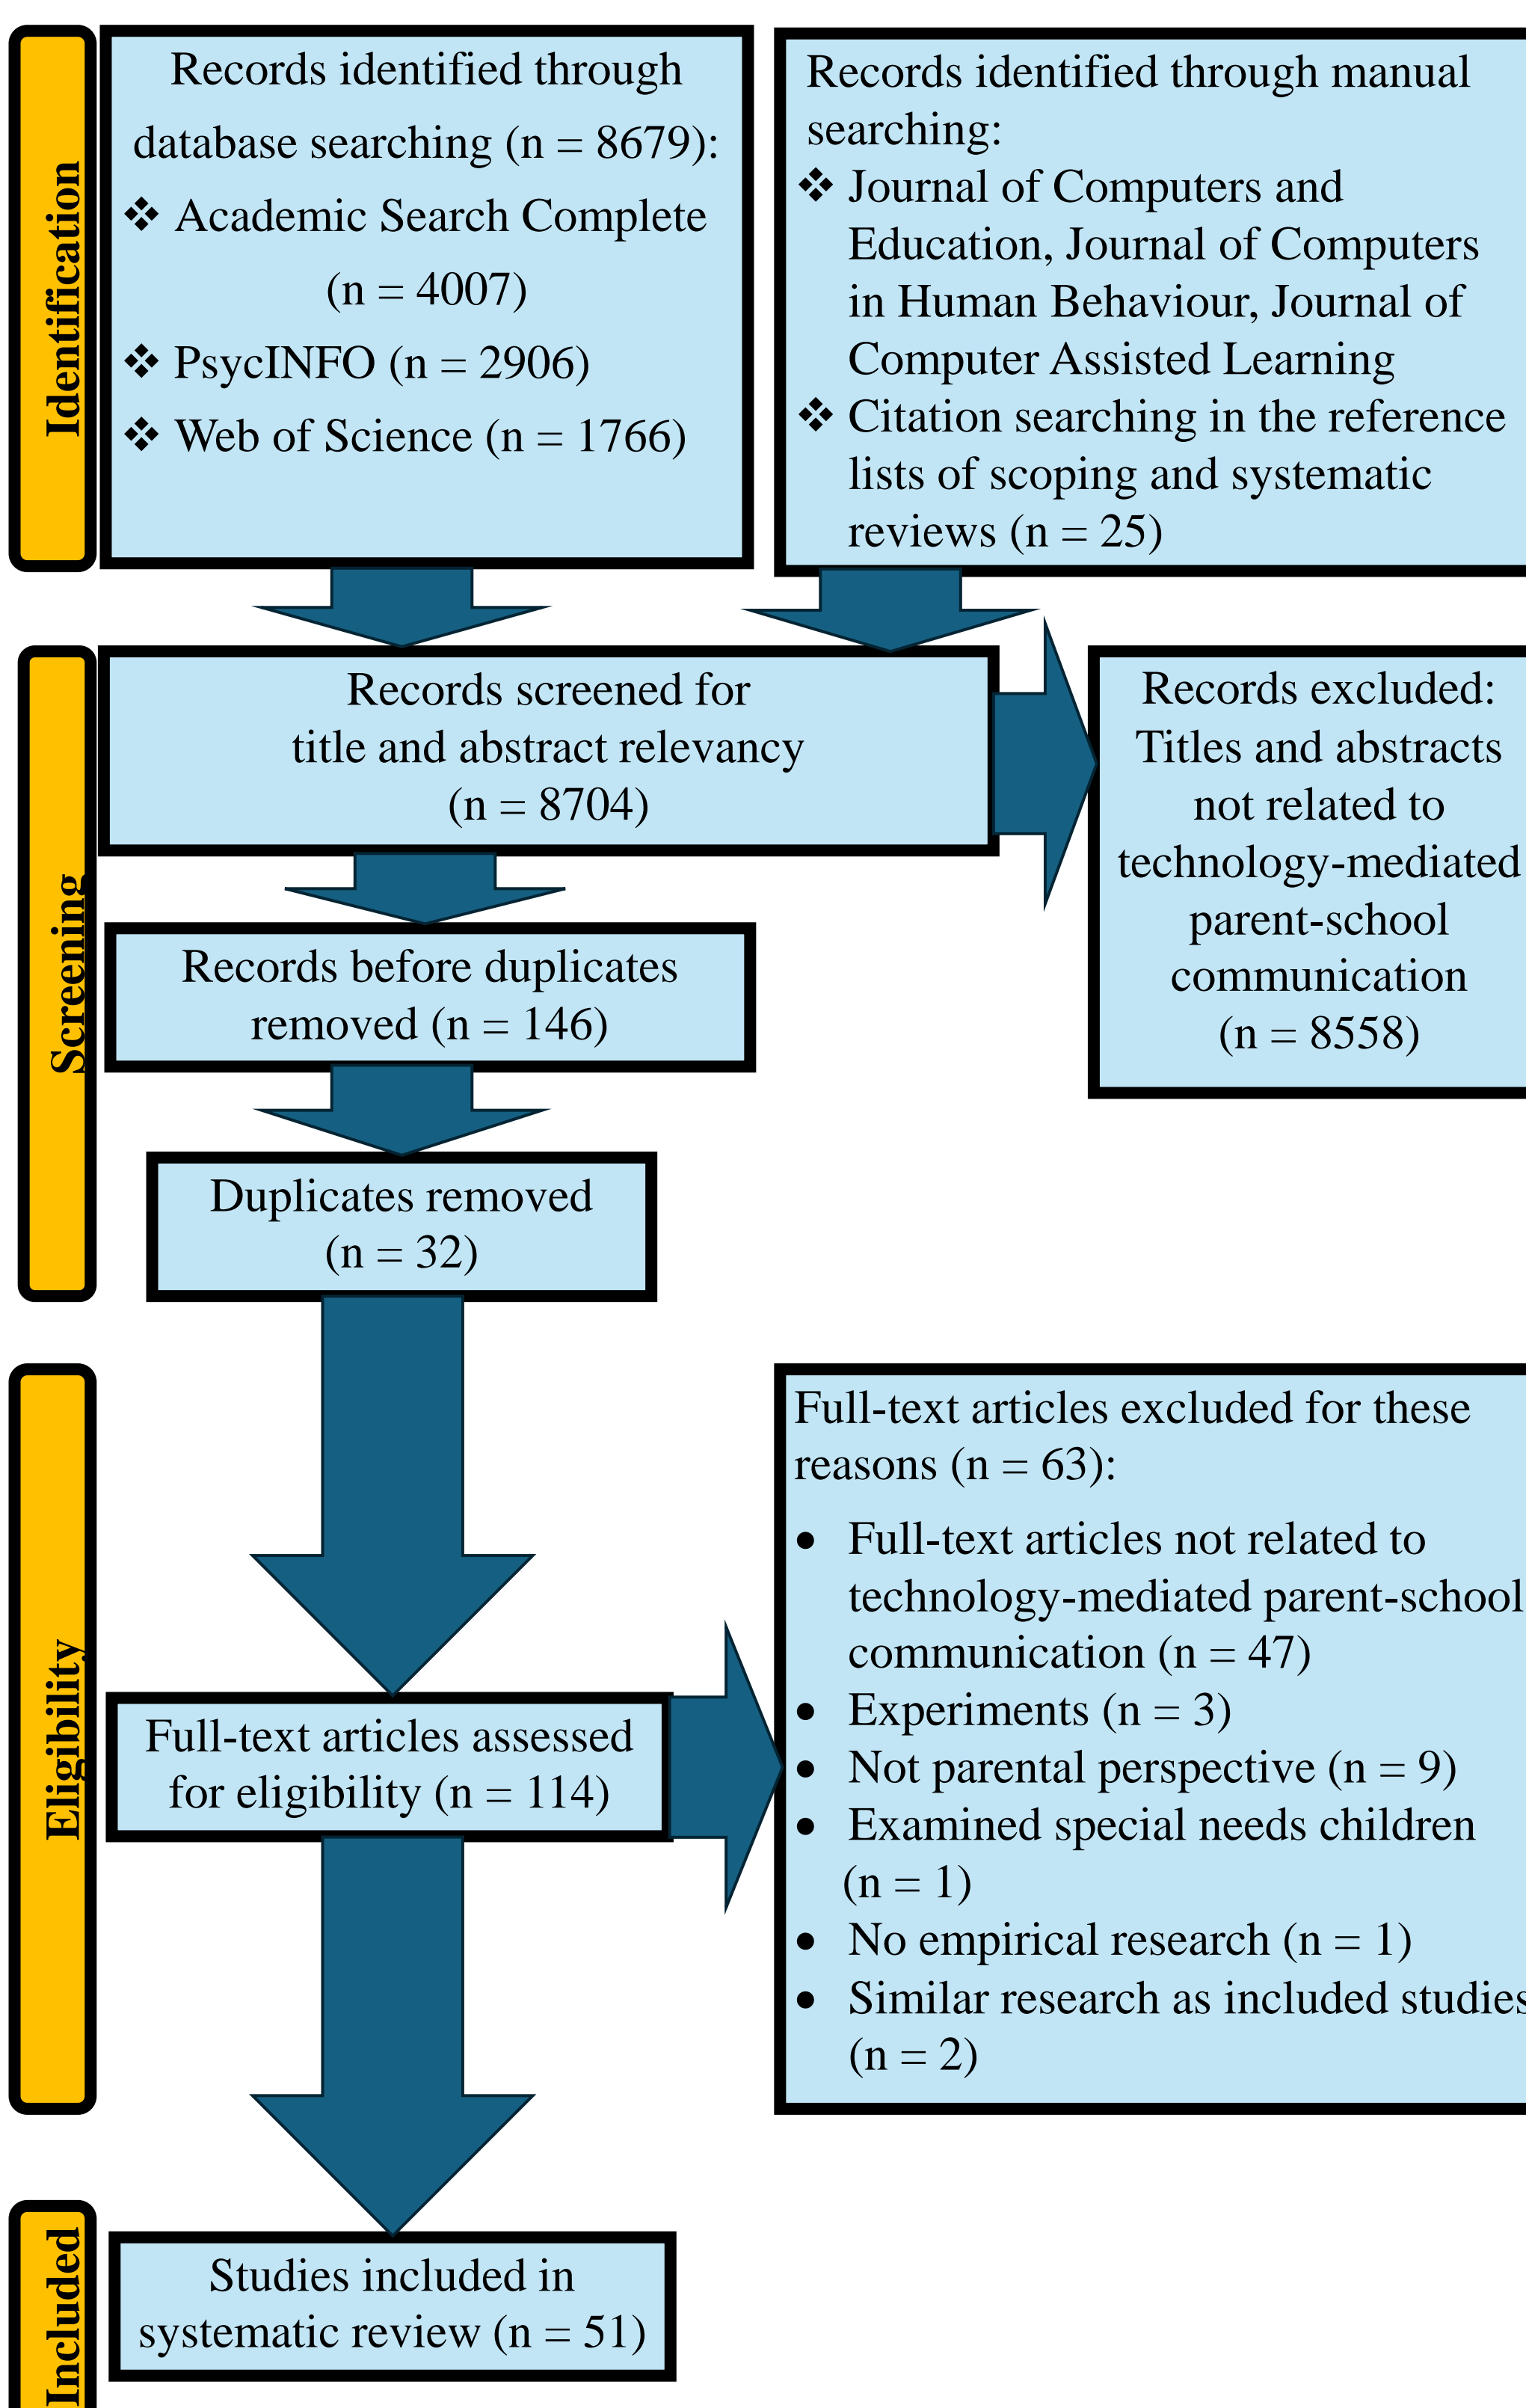 Identification
Records identified through
database searching (n = 8679):
❖ Academic Search Complete
(n = 4007)
❖ PsycINFO (n = 2906)
❖ Web of Science (n = 1766)
Records identified through manual
searching:
❖ Journal of Computers and
Education, Journal of Computers
in Human Behaviour, Journal of
Computer Assisted Learning
❖ Citation searching in the reference
lists of scoping and systematic
reviews (n = 25)
Screening
Records screened for
title and abstract relevancy
(n = 8704)
Records excluded:
Titles and abstracts
not related to
technology-mediated
parent-school
communication
(n = 8558)
Records before duplicates
removed (n = 146)
Duplicates removed
(n = 32)
Eligibility
Full-text articles assessed
for eligibility (n = 114)
Full-text articles excluded for these
reasons (n = 63):
• Full-text articles not related to
technology-mediated parent-school
communication (n = 47)
• Experiments (n = 3)
• Not parental perspective (n = 9)
• Examined special needs children
(n = 1)
• No empirical research (n = 1)
• Similar research as included studies
(n = 2)
Included
Studies included in
systematic review (n = 51)